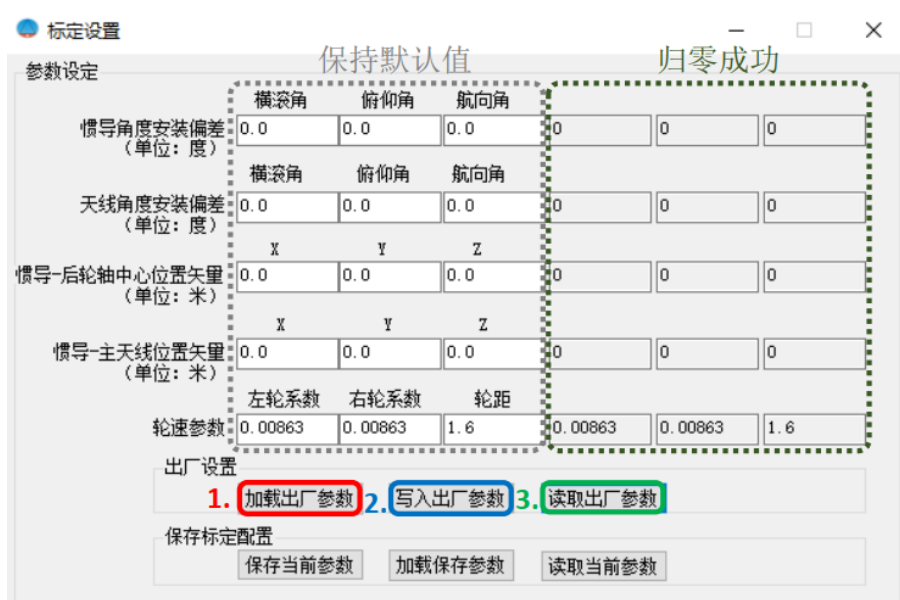 标定设置
保持默认值 归零成功
参数设定
横滚角 俯仰角 航向角
惯导角度安装偏差 0.0 0.0 0.0 0 0 0
（单位：度）
横滚角 俯仰角 航向角
天线角度安装偏差 0.0 0.0 0.0 0 0 0
（单位：度）
X Y Z
惯导-后轮轴中心位置矢量 0.0 0.0 0.0 0 0 0
（单位：米）
X Y Z
惯导-主天线位置矢量 0.0 0.0 0.0 0 0 0
（单位：米）
左轮系数 右轮系数 轮距
轮速参数 0.00863 0.00863 1.6 0.00863 0.00863 1.6
出厂设置
1. 加载出厂参数 2. 写入出厂参数 3. 读取出厂参数
保存标定配置
保存当前参数 加载保存参数 读取当前参数